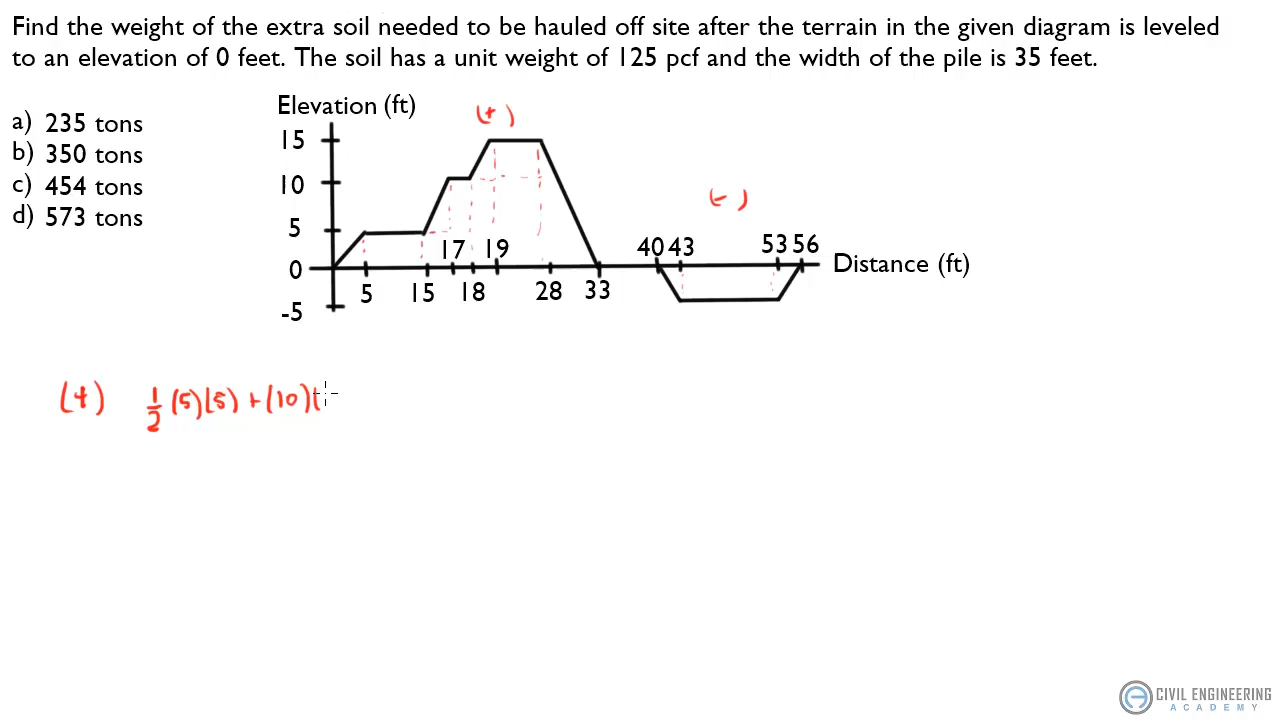 Find the weight of the extra soil needed to be hauled off site after the terrain in the given diagram is leveled
to an elevation of 0 feet. The soil has a unit weight of 125 pcf and the width of the pile is 35 feet.
a) 235 tons
b) 350 tons
c) 454 tons
d) 573 tons
Elevation (ft)
(+)
15
10
(-)
5
17 19
40 43 53 56
0
Distance (ft)
5 15 18 28 33
-5
(+) 1/2 (5)(5) + (10)(
CIVIL ENGINEERING
ACADEMY